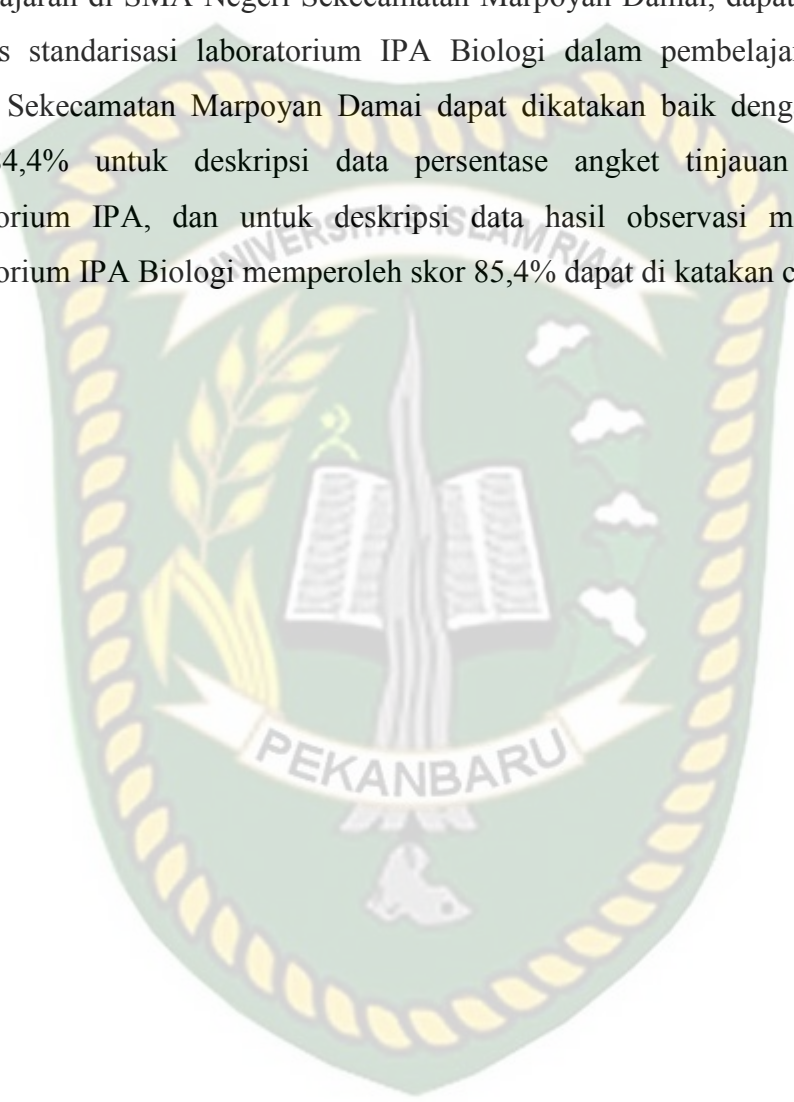 ajaran di SMA Negeri Sekecamatan Marpoyan Damai, dapat
s standarisasi laboratorium IPA Biologi dalam pembelajar
Sekecamatan Marpoyan Damai dapat dikatakan baik deng
4,4% untuk deskripsi data persentase angket tinjauan
orium IPA, dan untuk deskripsi data hasil observasi m
orium IPA Biologi memperoleh skor 85,4% dapat di katakan c
UNIVERSITAS ISLAM RIAU
PEKANBARU